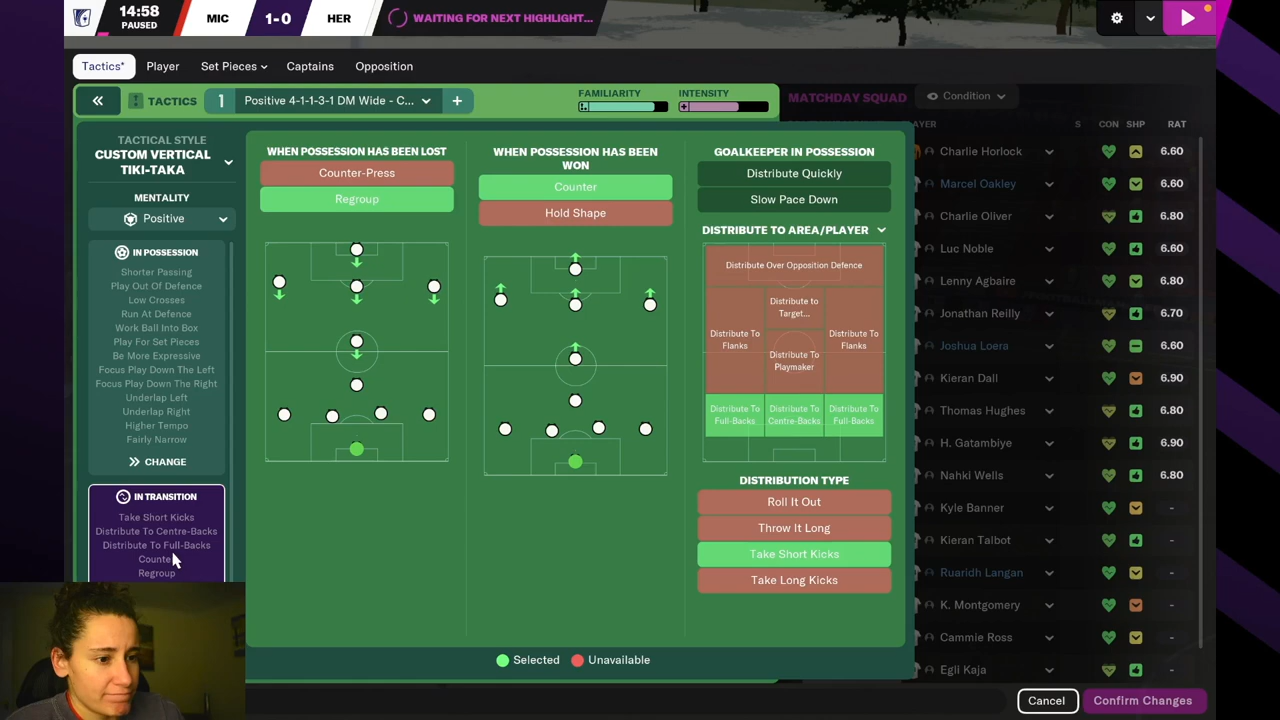 14:58
PAUSED
MIC
1-0
HER
WAITING FOR NEXT HIGHLIGHT...
Tactics*
Player
Set Pieces
Captains
Opposition
TACTICS
1
Positive 4-1-1-3-1 DM Wide - C...
+
FAMILIARITY
INTENSITY
MATCHDAY SQUAD
Condition
TACTICAL STYLE
CUSTOM VERTICAL
TIKI-TAKA
MENTALITY
Positive
IN POSSESSION
Shorter Passing
Play Out Of Defence
Low Crosses
Run At Defence
Work Ball Into Box
Play For Set Pieces
Be More Expressive
Focus Play Down The Left
Focus Play Down The Right
Underlap Left
Underlap Right
Higher Tempo
Fairly Narrow
CHANGE
IN TRANSITION
Take Short Kicks
Distribute To Centre-Backs
Distribute To Full-Backs
Counte
Regroup
WHEN POSSESSION HAS BEEN LOST
Counter-Press
Regroup
WHEN POSSESSION HAS BEEN
WON
Counter
Hold Shape
GOALKEEPER IN POSSESSION
Distribute Quickly
Slow Pace Down
DISTRIBUTE TO AREA/PLAYER
Distribute Over Opposition Defence
Distribute To
Flanks
Distribute to
Target...
Distribute To
Playmaker
Distribute To
Flanks
Distribute To
Full-Backs
Distribute To
Centre-Backs
Distribute To
Full-Backs
DISTRIBUTION TYPE
Roll It Out
Throw It Long
Take Short Kicks
Take Long Kicks
Selected
Unavailable
AYER S CON SHP RAT
Charlie Horlock 6.60
Marcel Oakley 6.60
Charlie Oliver 6.80
Luc Noble 6.60
Lenny Agbaire 6.80
Jonathan Reilly 6.70
Joshua Loera 6.60
Kieran Dall 6.90
Thomas Hughes 6.80
H. Gatambiye 6.90
Nahki Wells 6.80
Kyle Banner -
Kieran Talbot -
Ruaridh Langan -
K. Montgomery -
Cammie Ross -
Egli Kaja -
Cancel
Confirm Changes